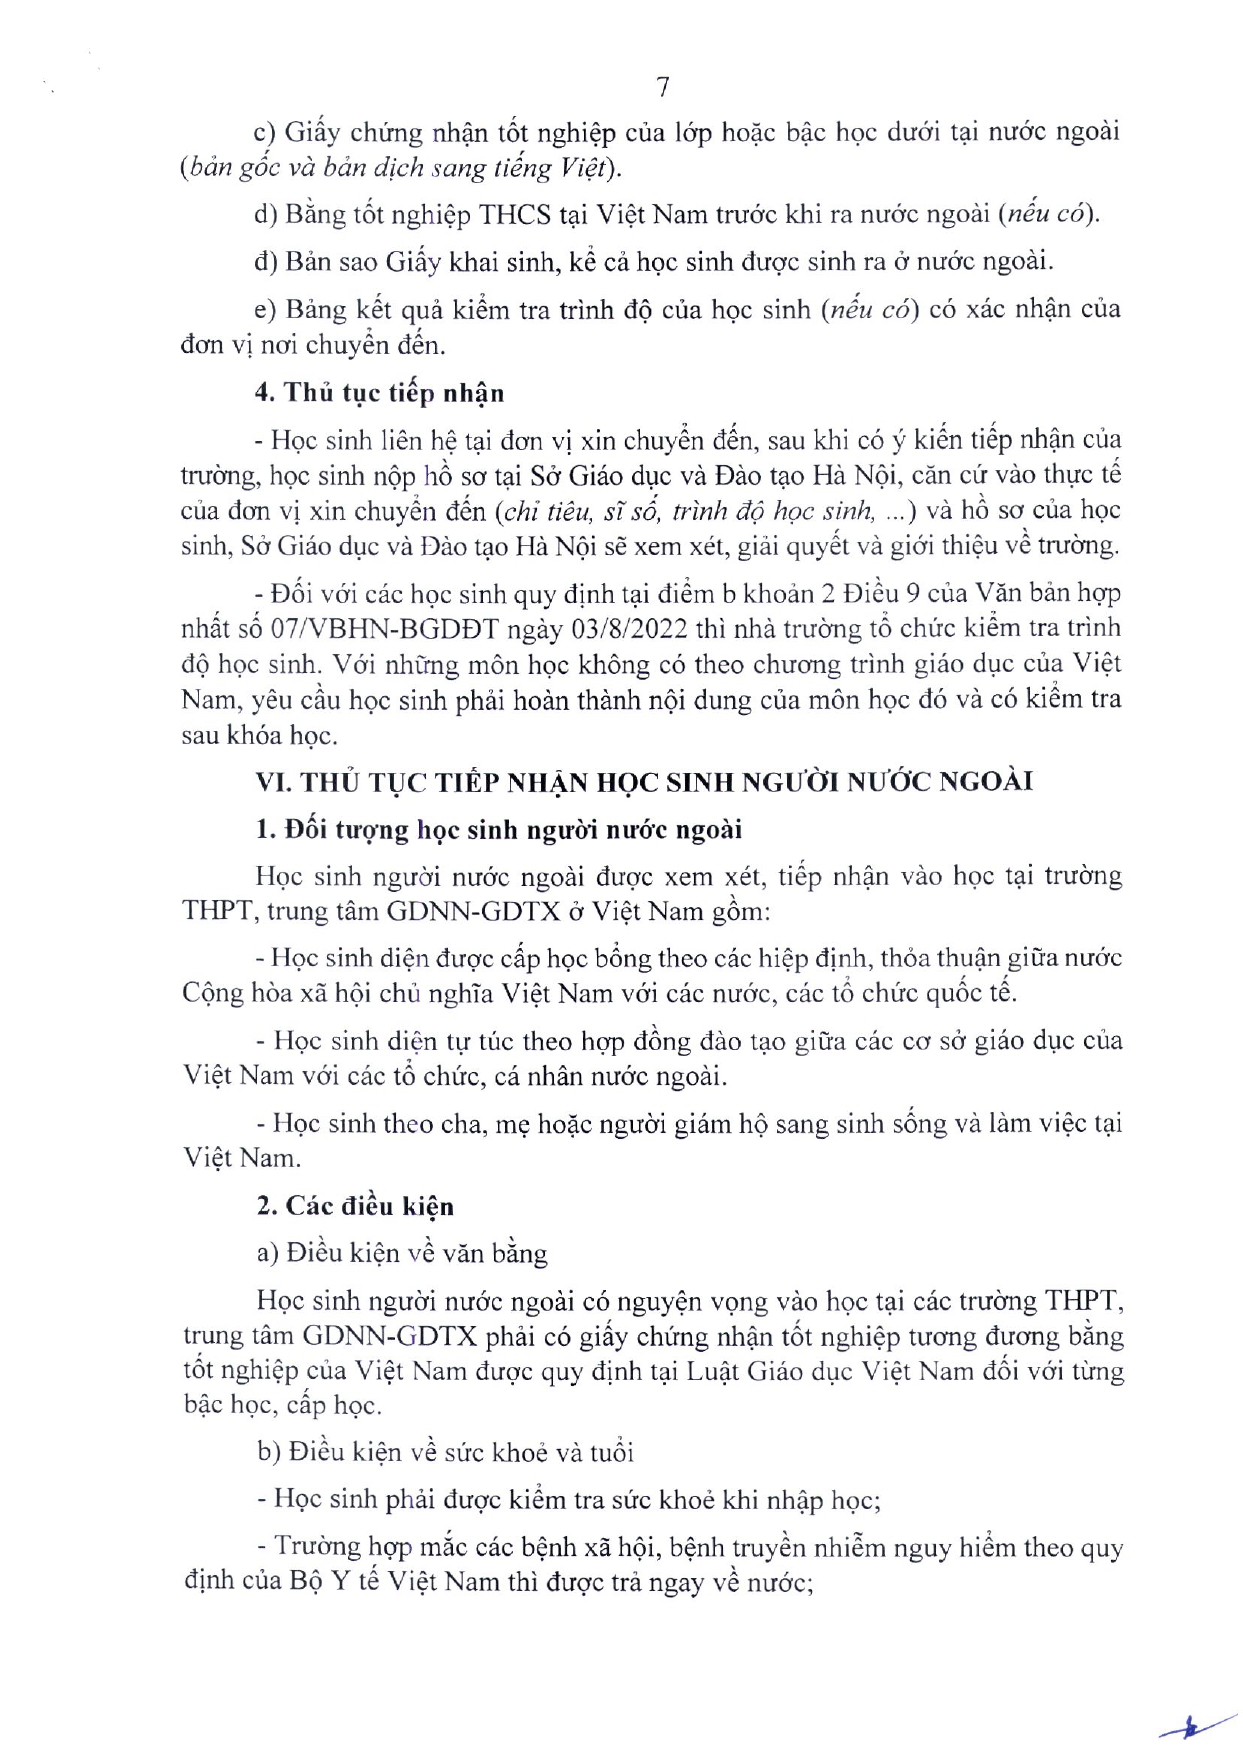 7
c) Giấy chứng nhận tốt nghiệp của lớp hoặc bậc học dưới tại nước ngoài
(bản gốc và bản dịch sang tiếng Việt).
d) Bằng tốt nghiệp THCS tại Việt Nam trước khi ra nước ngoài (nếu có).
đ) Bản sao Giấy khai sinh, kể cả học sinh được sinh ra ở nước ngoài.
e) Bảng kết quả kiểm tra trình độ của học sinh (nếu có) có xác nhận của
đơn vị nơi chuyển đến.
4. Thủ tục tiếp nhận
- Học sinh liên hệ tại đơn vị xin chuyển đến, sau khi có ý kiến tiếp nhận của
trường, học sinh nộp hồ sơ tại Sở Giáo dục và Đào tạo Hà Nội, căn cứ vào thực tế
của đơn vị xin chuyển đến (chỉ tiêu, sĩ số, trình độ học sinh, ...) và hồ sơ của học
sinh, Sở Giáo dục và Đào tạo Hà Nội sẽ xem xét, giải quyết và giới thiệu về trường.
- Đối với các học sinh quy định tại điểm b khoản 2 Điều 9 của Văn bản hợp
nhất số 07/VBHN-BGDĐT ngày 03/8/2022 thì nhà trường tổ chức kiểm tra trình
độ học sinh. Với những môn học không có theo chương trình giáo dục của Việt
Nam, yêu cầu học sinh phải hoàn thành nội dung của môn học đó và có kiểm tra
sau khóa học.
VI. THỦ TỤC TIẾP NHẬN HỌC SINH NGƯỜI NƯỚC NGOÀI
1. Đối tượng học sinh người nước ngoài
Học sinh người nước ngoài được xem xét, tiếp nhận vào học tại trường
THPT, trung tâm GDNN-GDTX ở Việt Nam gồm:
- Học sinh diện được cấp học bổng theo các hiệp định, thỏa thuận giữa nước
Cộng hòa xã hội chủ nghĩa Việt Nam với các nước, các tổ chức quốc tế.
- Học sinh diện tự túc theo hợp đồng đào tạo giữa các cơ sở giáo dục của
Việt Nam với các tổ chức, cá nhân nước ngoài.
- Học sinh theo cha, mẹ hoặc người giám hộ sang sinh sống và làm việc tại
Việt Nam.
2. Các điều kiện
a) Điều kiện về văn bằng
Học sinh người nước ngoài có nguyện vọng vào học tại các trường THPT,
trung tâm GDNN-GDTX phải có giấy chứng nhận tốt nghiệp tương đương bằng
tốt nghiệp của Việt Nam được quy định tại Luật Giáo dục Việt Nam đối với từng
bậc học, cấp học.
b) Điều kiện về sức khoẻ và tuổi
- Học sinh phải được kiểm tra sức khoẻ khi nhập học;
- Trường hợp mắc các bệnh xã hội, bệnh truyền nhiễm nguy hiểm theo quy
định của Bộ Y tế Việt Nam thì được trả ngay về nước;